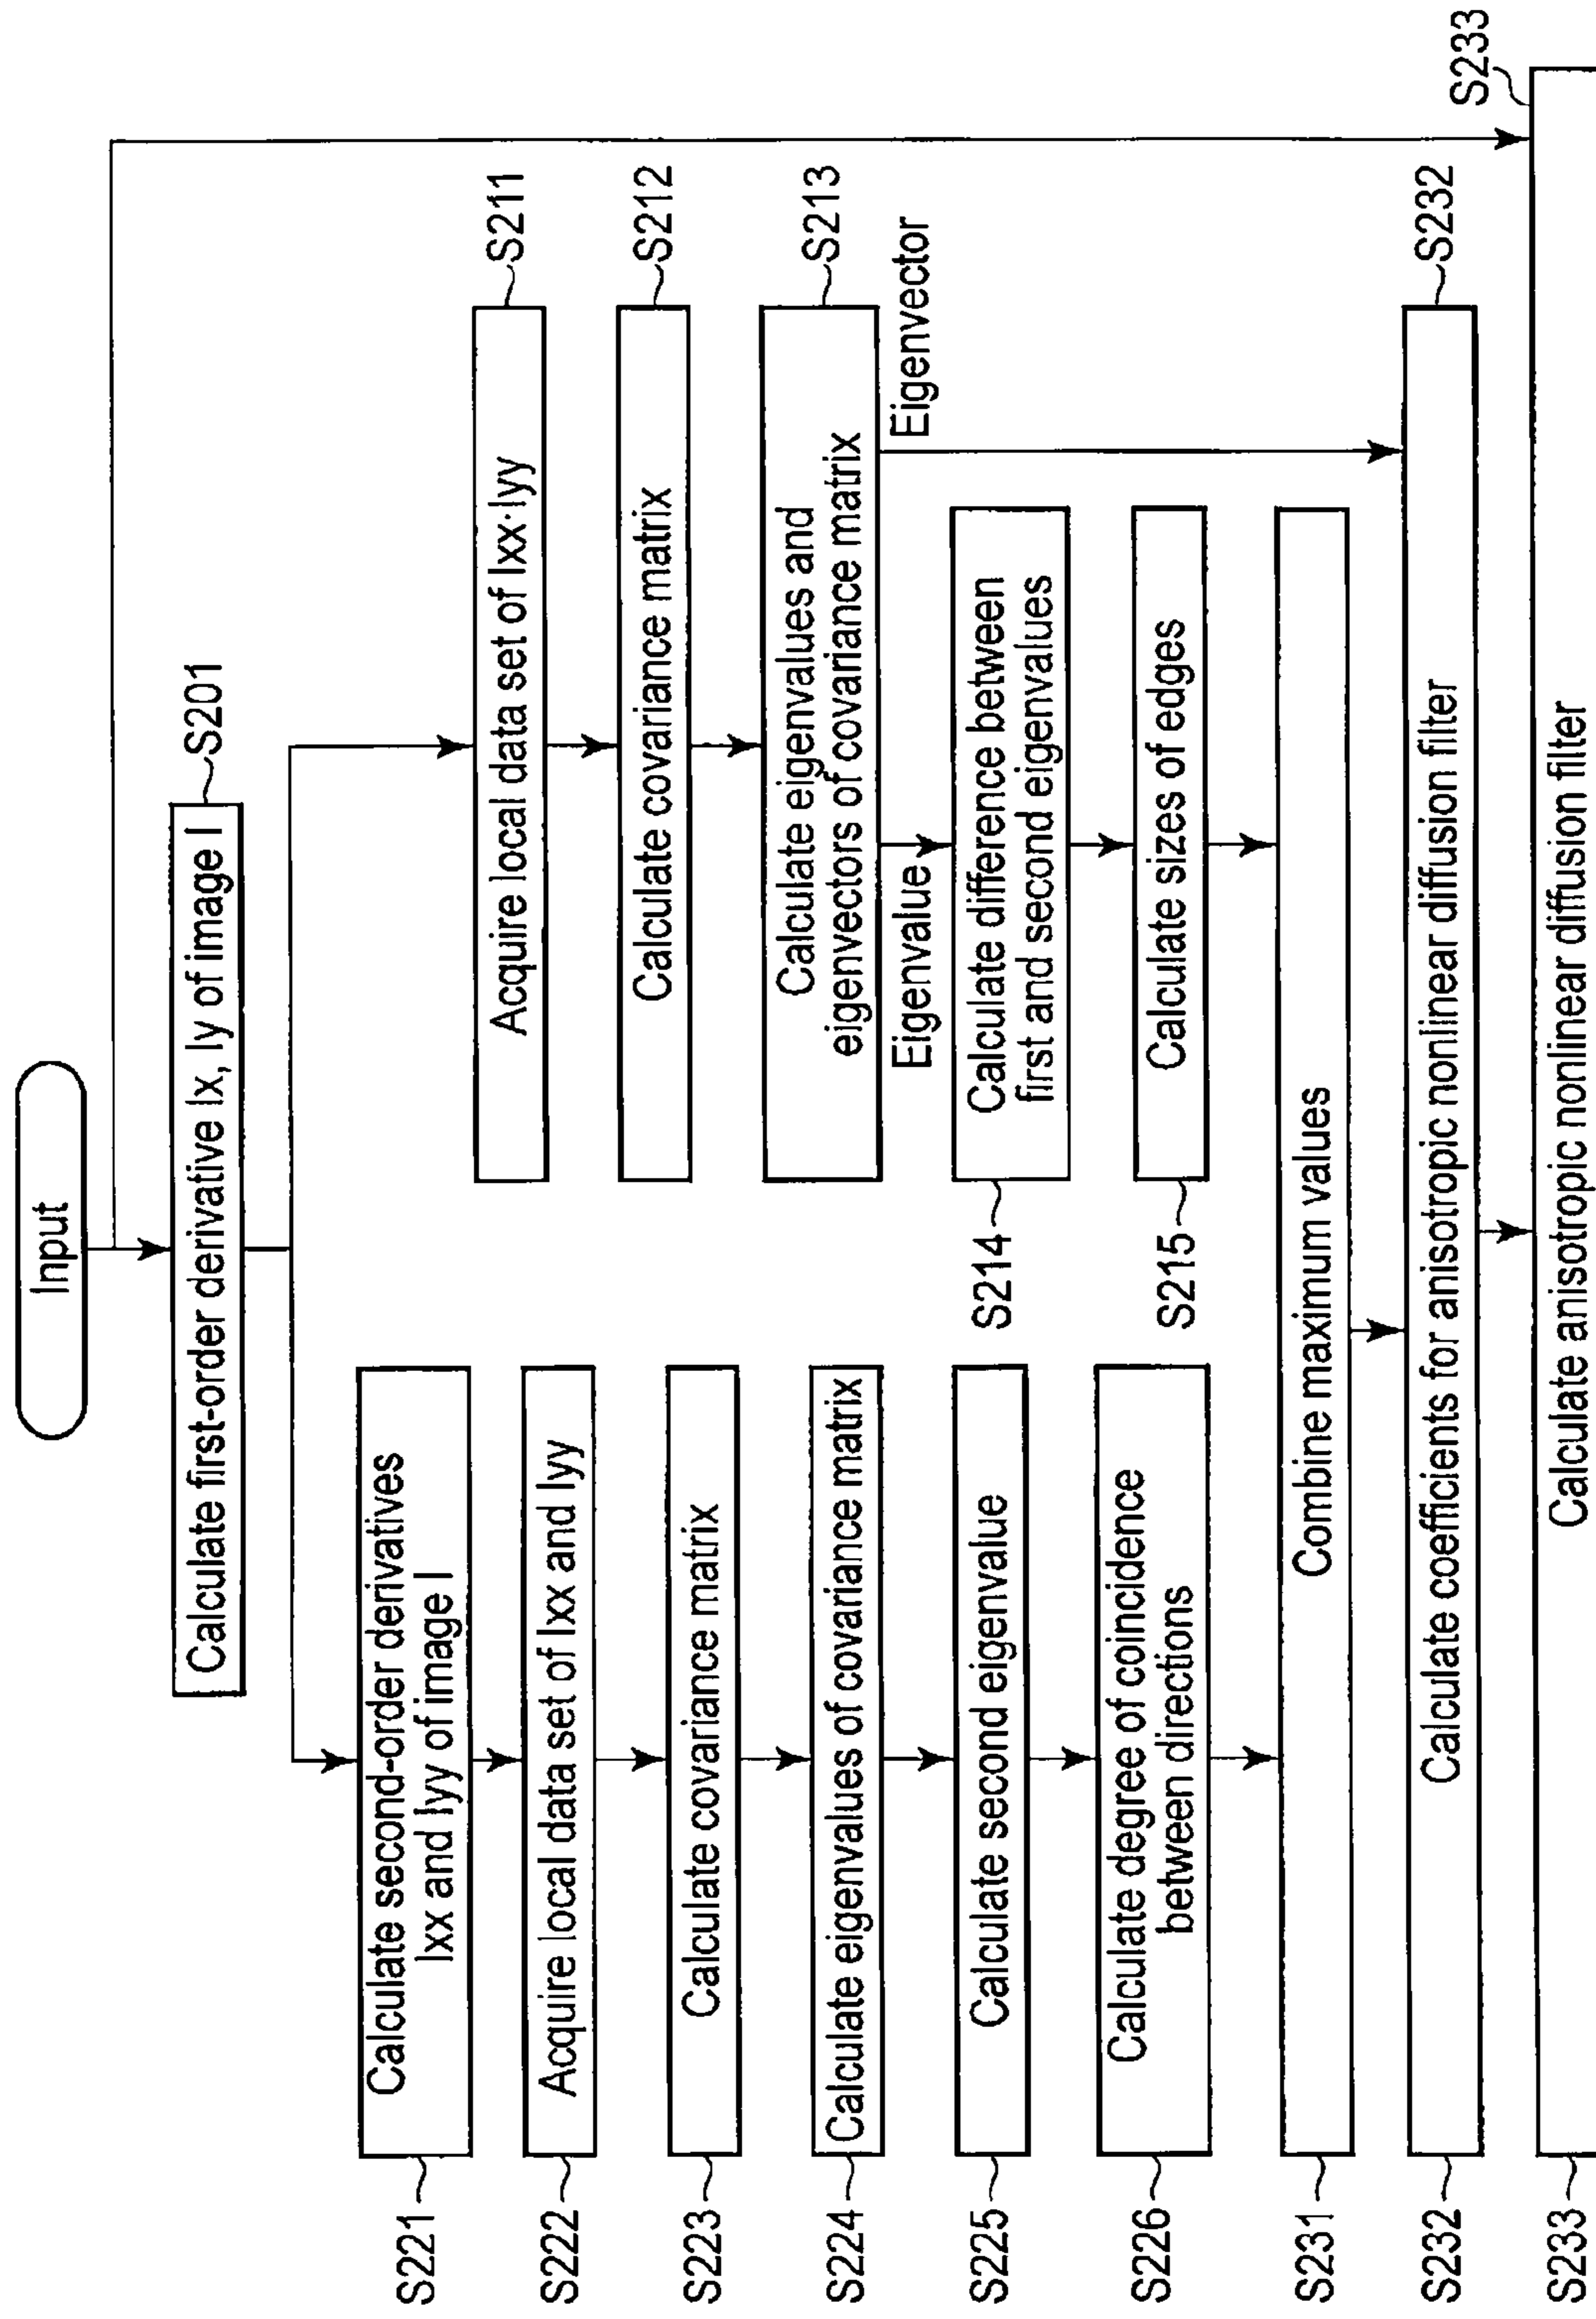 Input
Calculate first-order derivative Ix, Iy of image I
S201
S221
Calculate second-order derivatives
Ixx and Iyy of image I
S222
Acquire local data set of Ixx and Iyy
S223
Calculate covariance matrix
S224
Calculate eigenvalues of covariance matrix
S225
Calculate second eigenvalue
S226
Calculate degree of coincidence
between directions
Acquire local data set of Ixx·Iyy
S211
Calculate covariance matrix
S212
Calculate eigenvalues and
eigenvectors of covariance matrix
S213
Eigenvalue
Eigenvector
S214
Calculate difference between
first and second eigenvalues
S215
Calculate sizes of edges
S231
Combine maximum values
S232
Calculate coefficients for anisotropic nonlinear diffusion filter
S232
S233
Calculate anisotropic nonlinear diffusion filter
S233